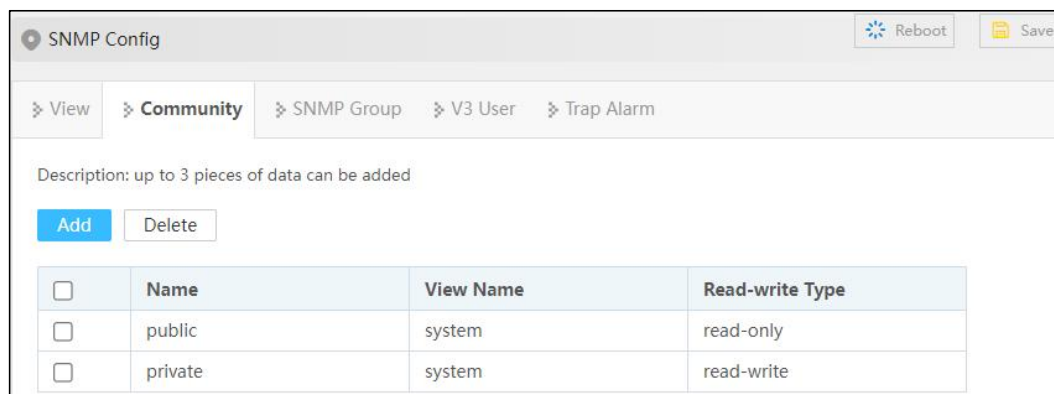 SNMP Config
Reboot
Save
View Community SNMP Group V3 User Trap Alarm
Description: up to 3 pieces of data can be added
Add Delete
Name View Name Read-write Type
public system read-only
private system read-write